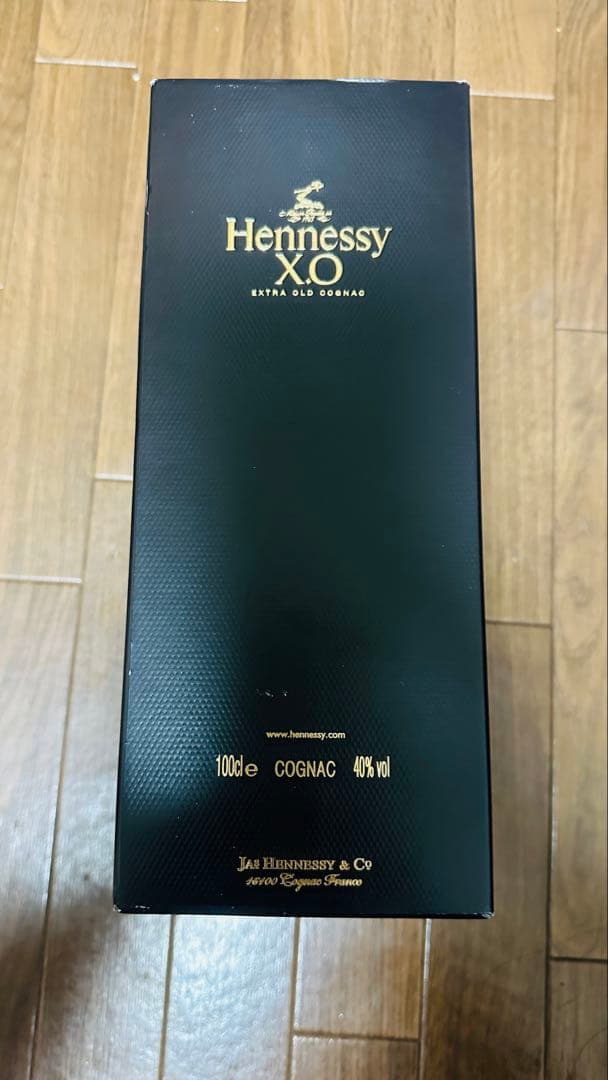 Hennessy
X.O
EXTRA OLD COGNAC
www.hennessy.com
100cl e COGNAC 40% vol
JAS HENNESSY & CO
16100 Cognac France